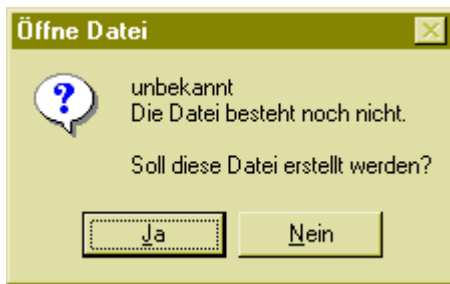 Öffne Datei
unbekannt
Die Datei besteht noch nicht.
Soll diese Datei erstellt werden?
Ja
Nein